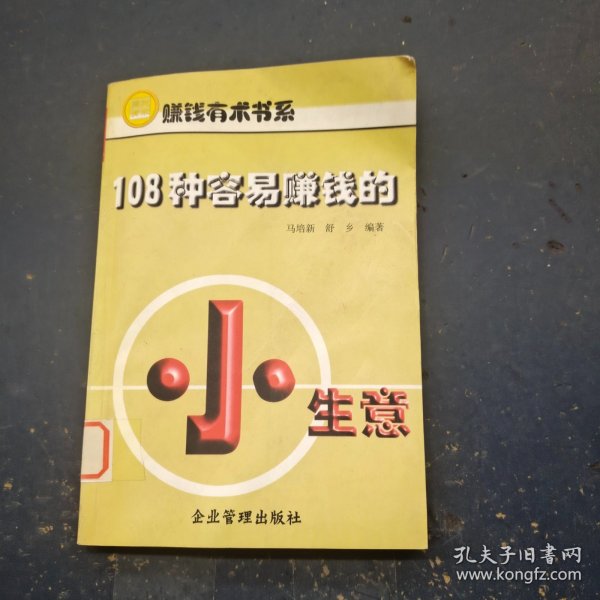 赚钱有术书系
108种容易赚钱的
马培新 舒乡 编著
小
生意
企业管理出版社
孔夫子旧書网
www.kongfz.com